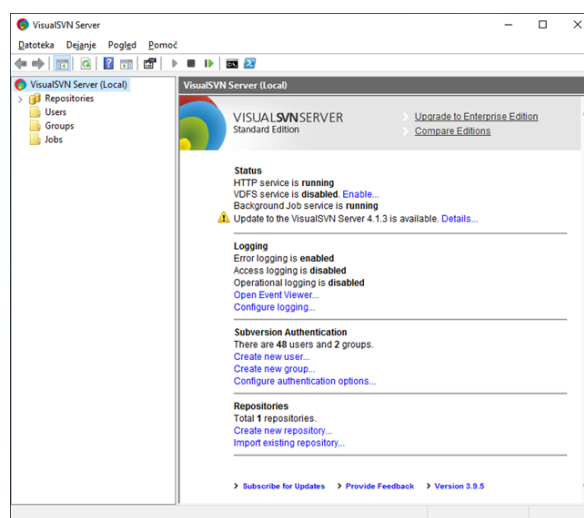 VisualSVN Server
Datoteka Dejanje Pogled Pomoč
VisualSVN Server (Local)
Repositories
Users
Groups
Jobs
VisualSVN Server (Local)
VISUALSVNSERVER
Standard Edition
Upgrade to Enterprise Edition
Compare Editions
Status
HTTP service is running
VDFS service is disabled. Enable...
Background Job service is running
Update to the VisualSVN Server 4.1.3 is available. Details...
Logging
Error logging is enabled
Access logging is disabled
Operational logging is disabled
Open Event Viewer...
Configure logging...
Subversion Authentication
There are 48 users and 2 groups.
Create new user...
Create new group...
Configure authentication options...
Repositories
Total 1 repositories.
Create new repository...
Import existing repository...
Subscribe for Updates Provide Feedback Version 3.9.5